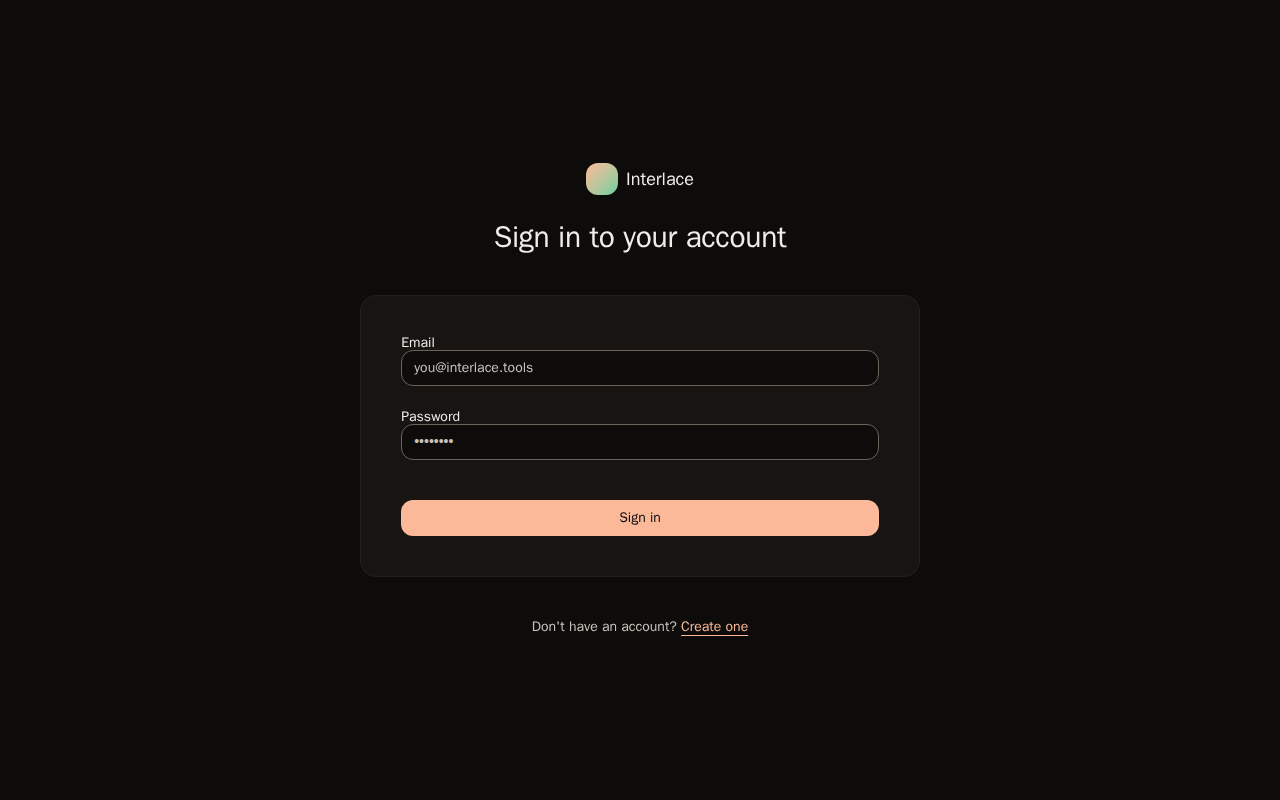 Interlace
Sign in to your account
Email
you@interlace.tools
Password
••••••••
Sign in
Don't have an account? Create one